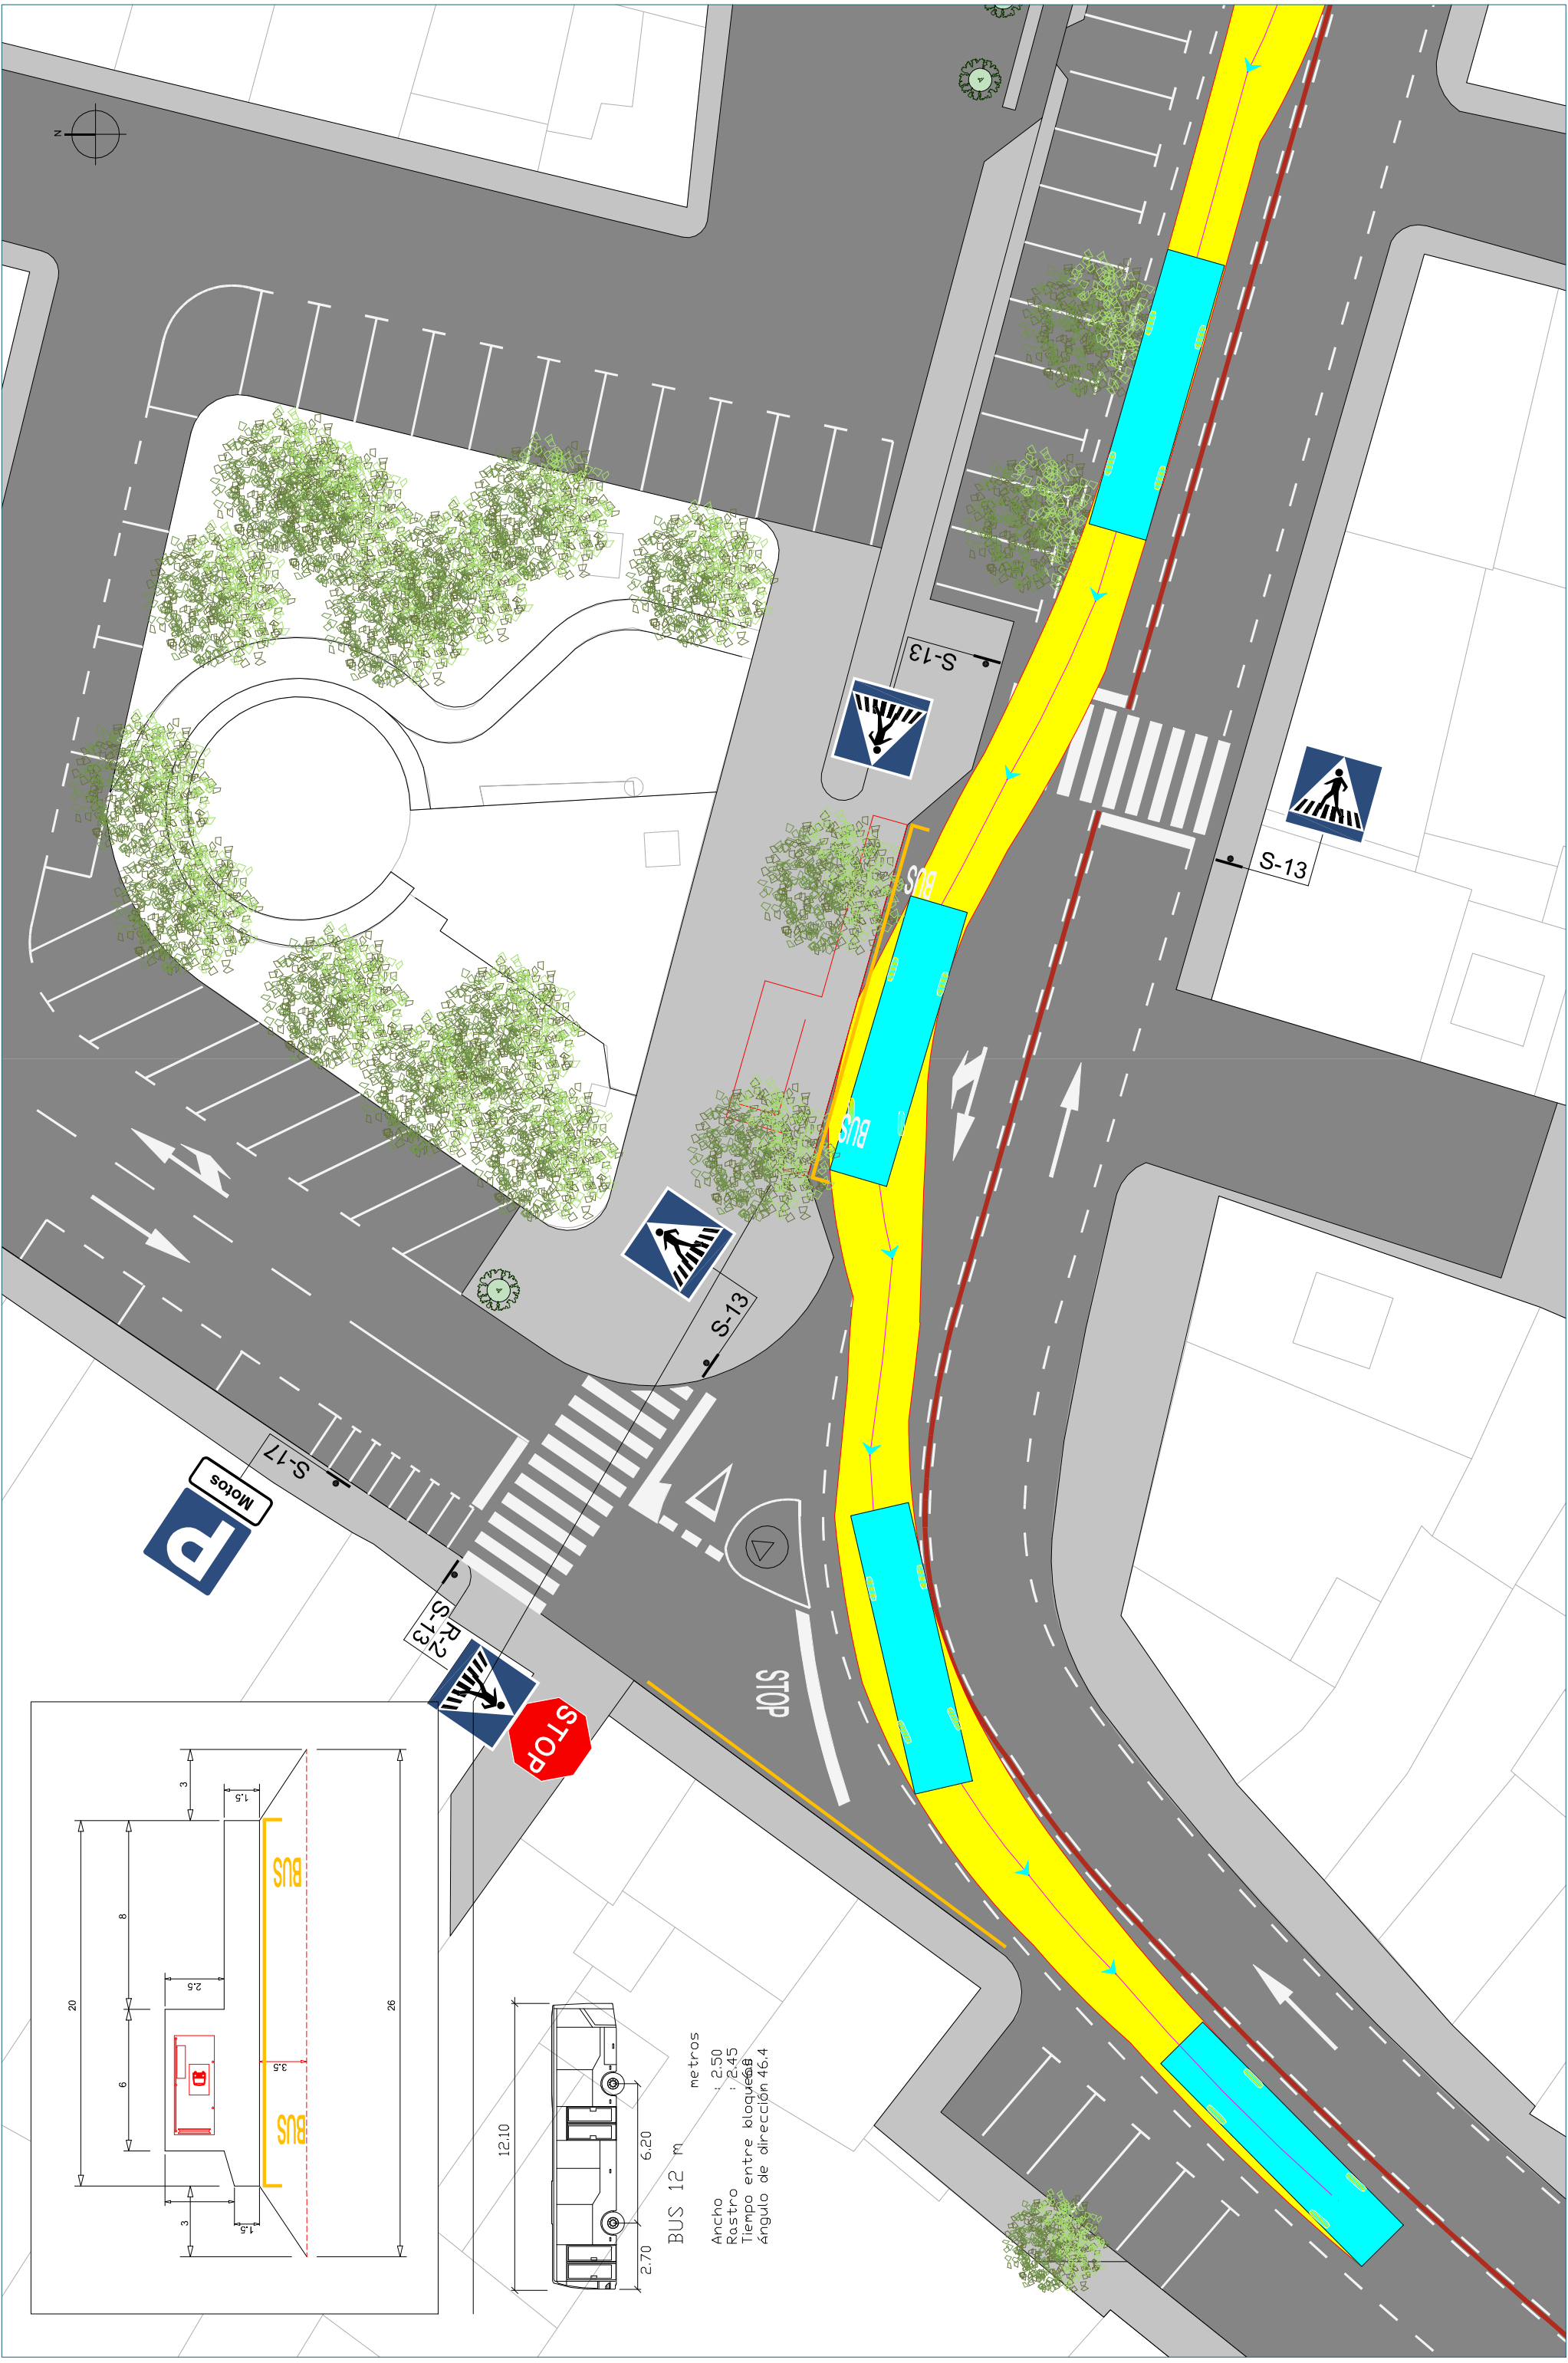 N
S-13
S-13
BUS
BUS
S-13
S-17
Motos
P
R-2
S-13
STOP
STOP
3
1.5
20
8
2.5
6
3.5
26
BUS
BUS
3
1.5
12.10
6.20
2.70
BUS 12 m
metros
Ancho : 2.50
Rastro : 2.45
Tiempo entre bloqueos
Ángulo de dirección 46.4